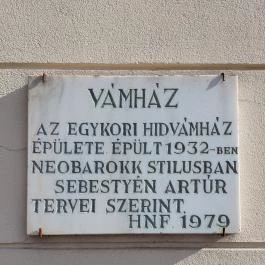 VÁMHÁZ
AZ EGYKORI HIDVÁMHÁZ
ÉPÜLETE ÉPÜLT 1932-BEN
NEOBAROKK STILUSBAN
SEBESTYÉN ARTÚR
TERVEI SZERINT
HNF 1979